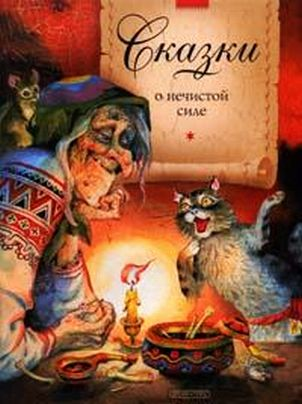 Сказки
о нечистой
силе